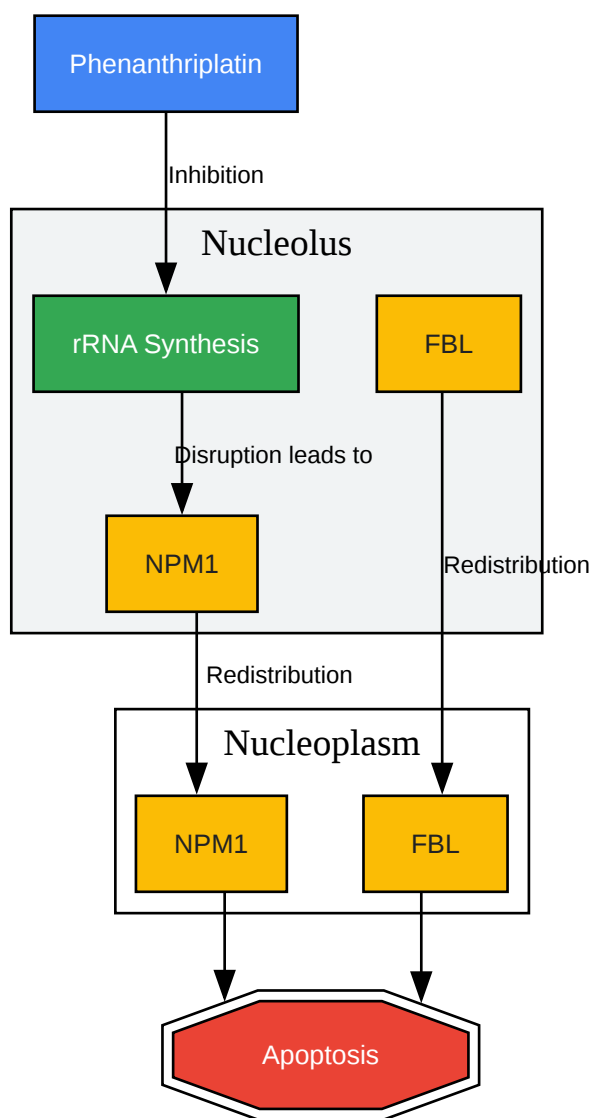 Phenanthriplatin
Inhibition
Nucleolus
rRNA Synthesis
FBL
Disruption leads to
NPM1
Redistribution
Redistribution
Nucleoplasm
NPM1
FBL
Apoptosis